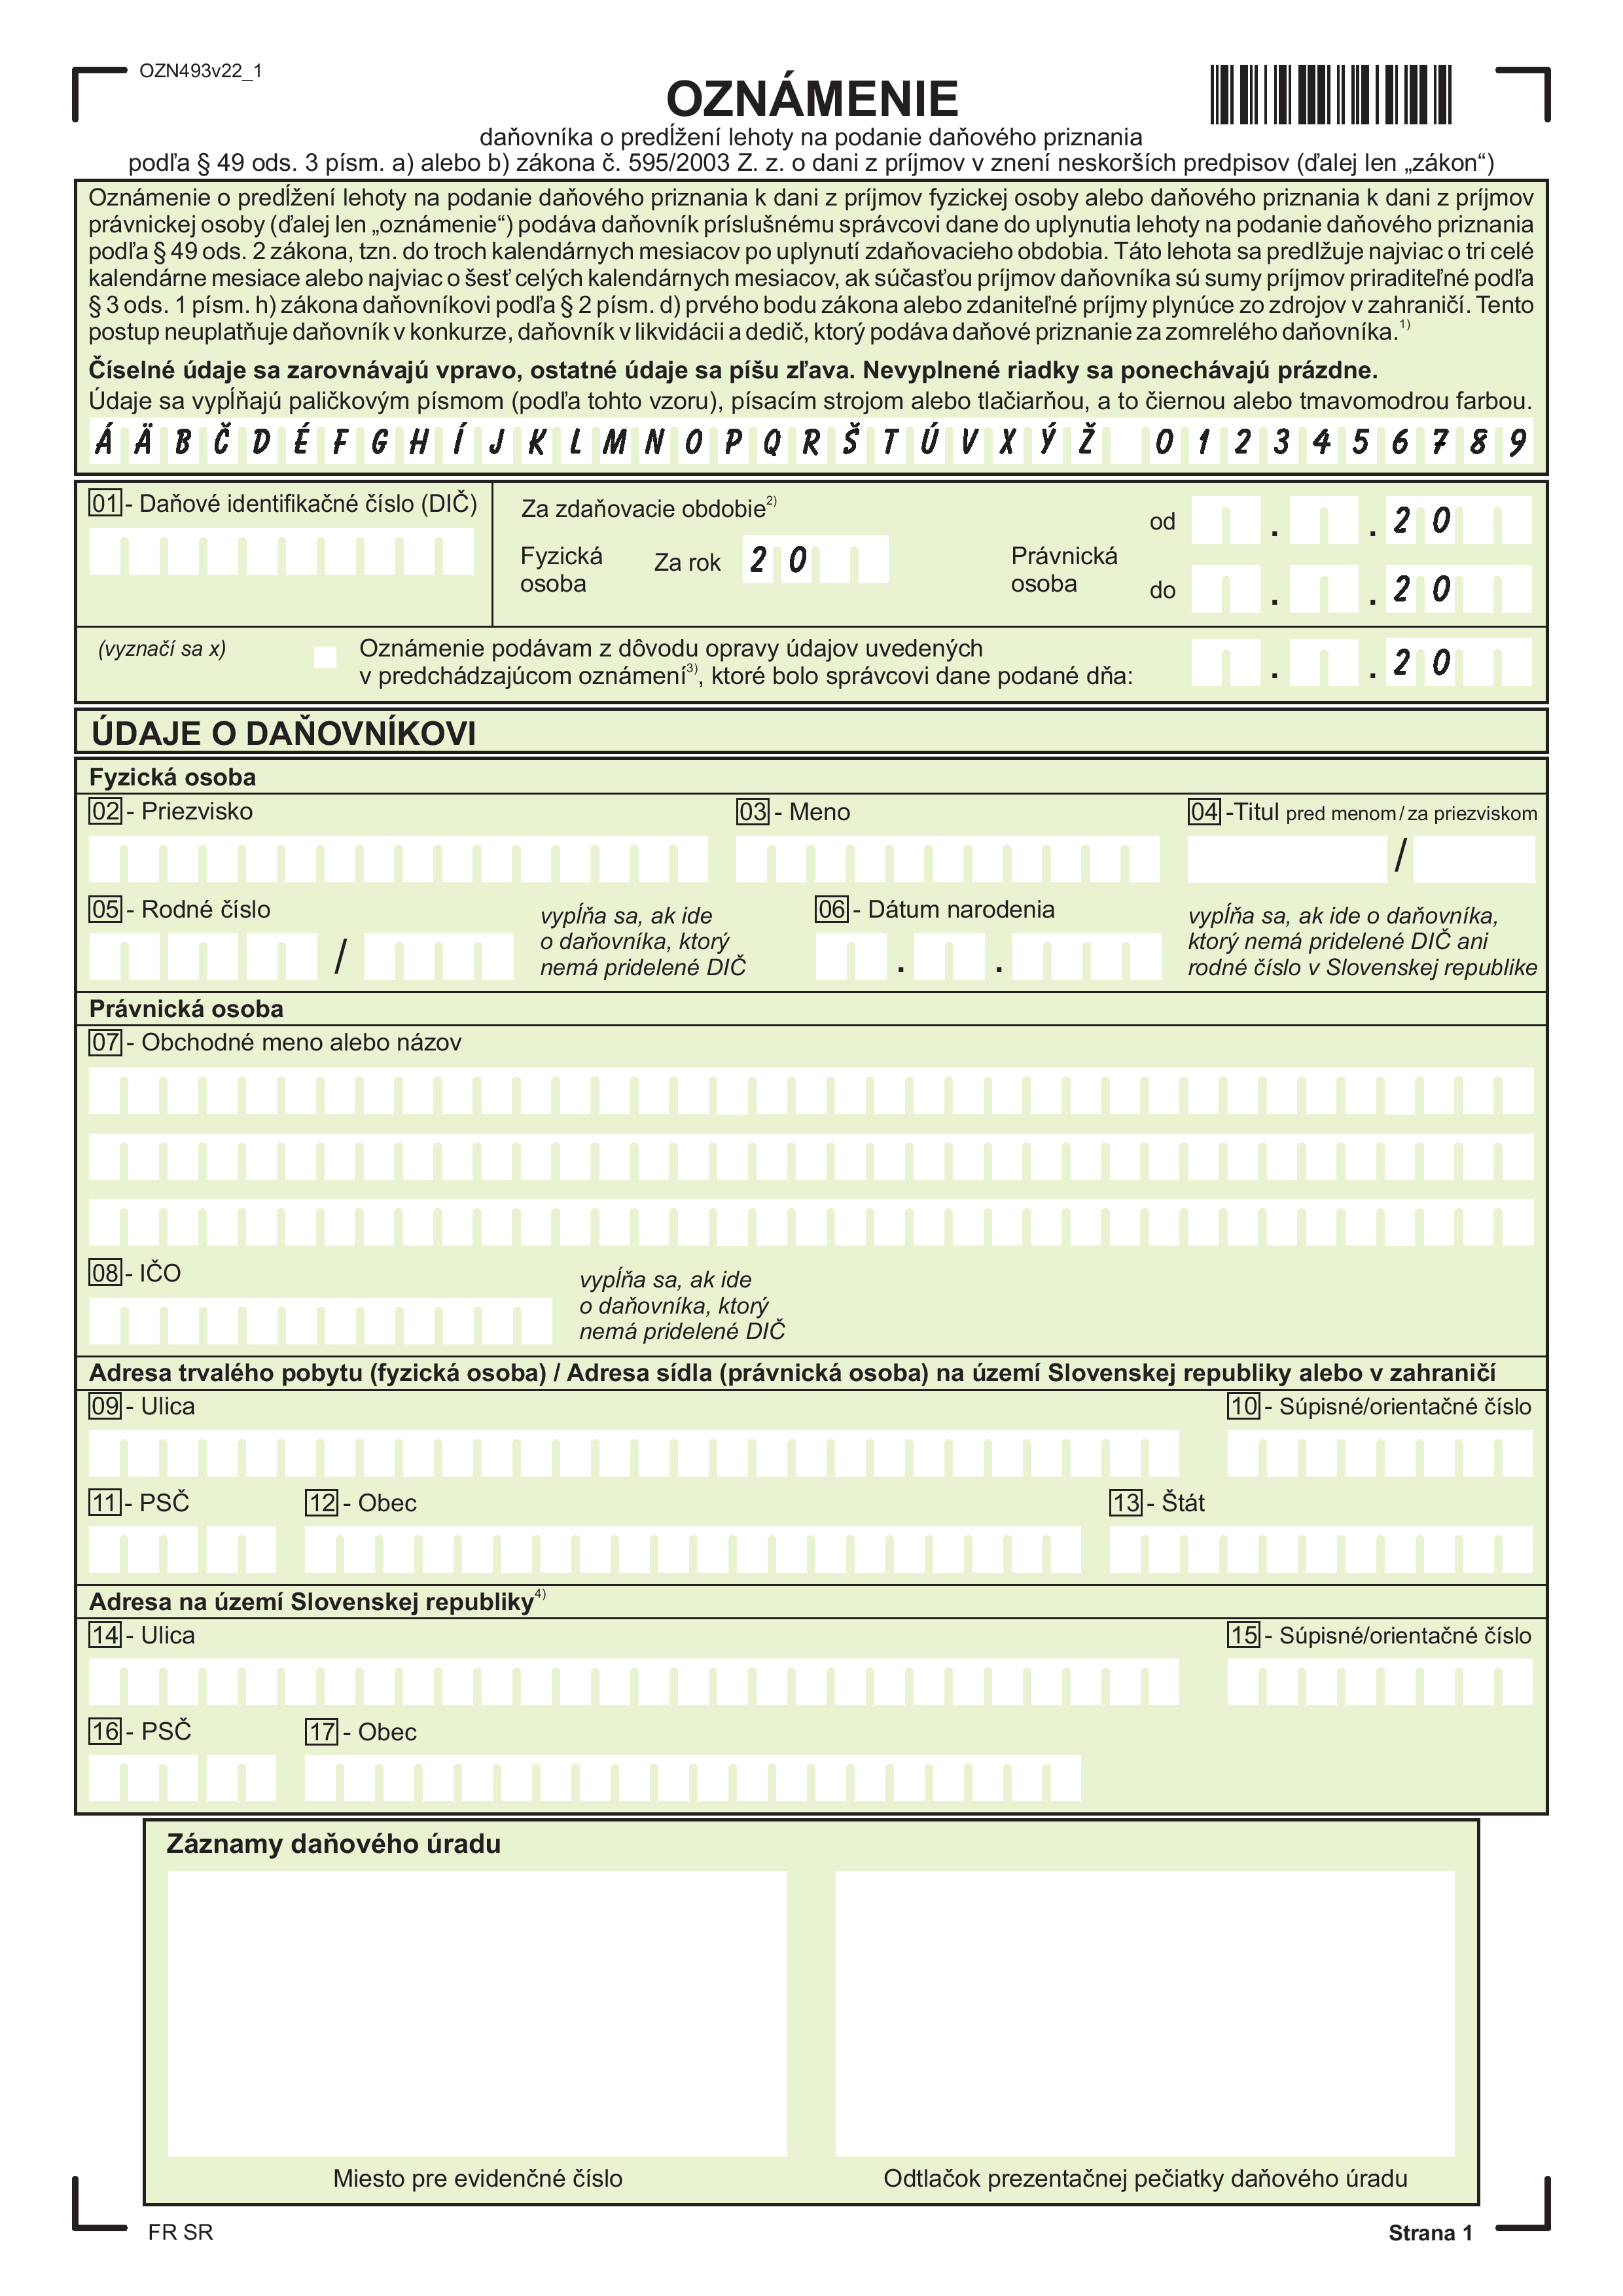 OZN493v22_1
OZNÁMENIE
daňovníka o predĺžení lehoty na podanie daňového priznania
podľa § 49 ods. 3 písm. a) alebo b) zákona č. 595/2003 Z. z. o dani z príjmov v znení neskorších predpisov (ďalej len „zákon“)
Oznámenie o predĺžení lehoty na podanie daňového priznania k dani z príjmov fyzickej osoby alebo daňového priznania k dani z príjmov
právnickej osoby (ďalej len „oznámenie“) podáva daňovník príslušnému správcovi dane do uplynutia lehoty na podanie daňového priznania
podľa § 49 ods. 2 zákona, tzn. do troch kalendárnych mesiacov po uplynutí zdaňovacieho obdobia. Táto lehota sa predlžuje najviac o tri celé
kalendárne mesiace alebo najviac o šesť celých kalendárnych mesiacov, ak súčasťou príjmov daňovníka sú sumy príjmov priraditeľné podľa
§ 3 ods. 1 písm. h) zákona daňovníkovi podľa § 2 písm. d) prvého bodu zákona alebo zdaniteľné príjmy plynúce zo zdrojov v zahraničí. Tento
postup neuplatňuje daňovník v konkurze, daňovník v likvidácii a dedič, ktorý podáva daňové priznanie za zomrelého daňovníka.1)
Číselné údaje sa zarovnávajú vpravo, ostatné údaje sa píšu zľava. Nevyplnené riadky sa ponechávajú prázdne.
Údaje sa vypĺňajú paličkovým písmom (podľa tohto vzoru), písacím strojom alebo tlačiarňou, a to čiernou alebo tmavomodrou farbou.
Á Ä B Č D É F G H Í J K L M N O P Q R Š T Ú V X Ý Ž 0 1 2 3 4 5 6 7 8 9
01 - Daňové identifikačné číslo (DIČ)
Za zdaňovacie obdobie2)
Fyzická
osoba
Za rok 2 0
Právnická
osoba
od . . 2 0
do . . 2 0
(vyznačí sa x)
Oznámenie podávam z dôvodu opravy údajov uvedených
v predchádzajúcom oznámení3), ktoré bolo správcovi dane podané dňa:
. . 2 0
ÚDAJE O DAŇOVNÍKOVI
Fyzická osoba
02 - Priezvisko
03 - Meno
04 -Titul pred menom / za priezviskom
/
05 - Rodné číslo
/
vypĺňa sa, ak ide
o daňovníka, ktorý
nemá pridelené DIČ
06 - Dátum narodenia
. .
vypĺňa sa, ak ide o daňovníka,
ktorý nemá pridelené DIČ ani
rodné číslo v Slovenskej republike
Právnická osoba
07 - Obchodné meno alebo názov
08 - IČO
vypĺňa sa, ak ide
o daňovníka, ktorý
nemá pridelené DIČ
Adresa trvalého pobytu (fyzická osoba) / Adresa sídla (právnická osoba) na území Slovenskej republiky alebo v zahraničí
09 - Ulica
10 - Súpisné/orientačné číslo
11 - PSČ
12 - Obec
13 - Štát
Adresa na území Slovenskej republiky4)
14 - Ulica
15 - Súpisné/orientačné číslo
16 - PSČ
17 - Obec
Záznamy daňového úradu
Miesto pre evidenčné číslo
Odtlačok prezentačnej pečiatky daňového úradu
FR SR
Strana 1